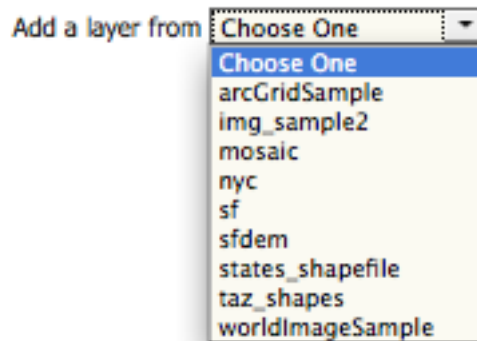 Add a layer from Choose One
Choose One
arcGridSample
img_sample2
mosaic
nyc
sf
sfdem
states_shapefile
taz_shapes
worldImageSample